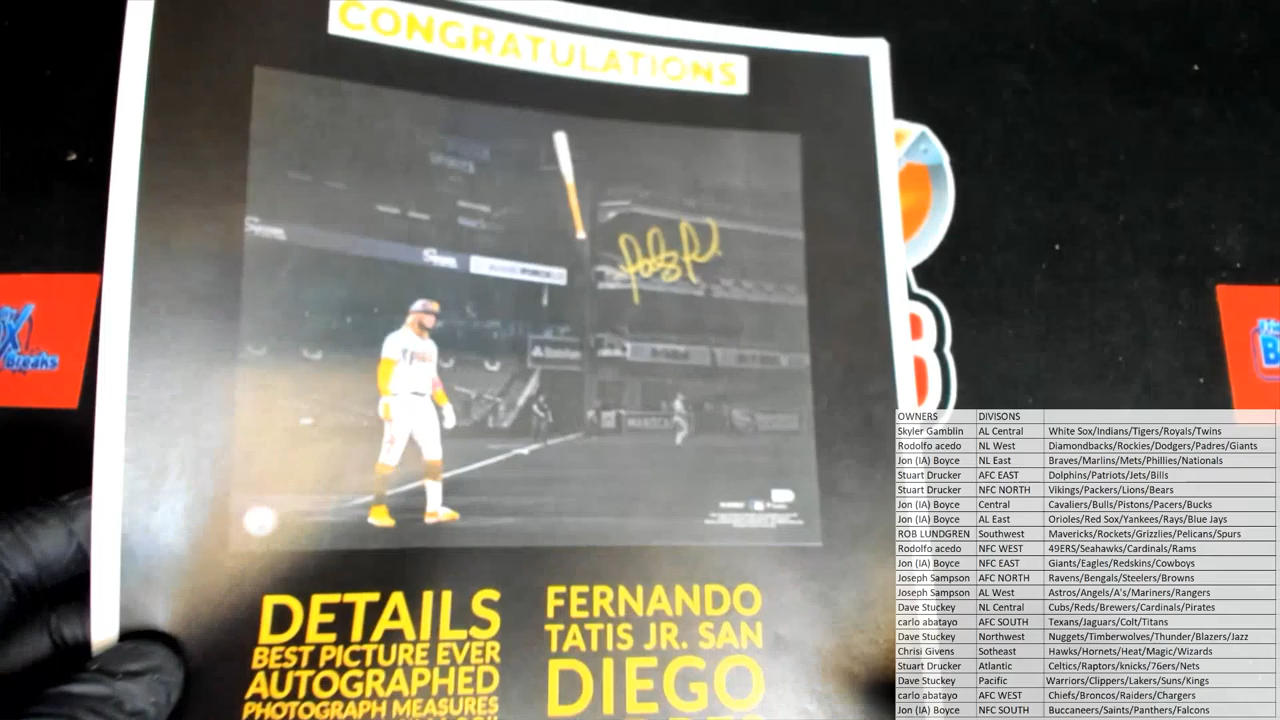 CONGRATULATIONS
DETAILS
BEST PICTURE EVER
AUTOGRAPHED
PHOTOGRAPH MEASURES
FERNANDO
TATIS JR. SAN
DIEGO
Breaks
B
OWNERS DIVISONS
Skyler Gamblin AL Central White Sox/Indians/Tigers/Royals/Twins
Rodolfo acedo NL West Diamondbacks/Rockies/Dodgers/Padres/Giants
Jon (IA) Boyce NL East Braves/Marlins/Mets/Phillies/Nationals
Stuart Drucker AFC EAST Dolphins/Patriots/Jets/Bills
Stuart Drucker NFC NORTH Vikings/Packers/Lions/Bears
Jon (IA) Boyce Central Cavaliers/Bulls/Pistons/Pacers/Bucks
Jon (IA) Boyce AL East Orioles/Red Sox/Yankees/Rays/Blue Jays
ROB LUNDGREN Southwest Mavericks/Rockets/Grizzlies/Pelicans/Spurs
Rodolfo acedo NFC WEST 49ERS/Seahawks/Cardinals/Rams
Jon (IA) Boyce NFC EAST Giants/Eagles/Redskins/Cowboys
Joseph Sampson AFC NORTH Ravens/Bengals/Steelers/Browns
Joseph Sampson AL West Astros/Angels/A's/Mariners/Rangers
Dave Stuckey NL Central Cubs/Reds/Brewers/Cardinals/Pirates
carlo abatayo AFC SOUTH Texans/Jaguars/Colt/Titans
Dave Stuckey Northwest Nuggets/Timberwolves/Thunder/Blazers/Jazz
Chrisi Givens Sotheast Hawks/Hornets/Heat/Magic/Wizards
Stuart Drucker Atlantic Celtics/Raptors/knicks/76ers/Nets
Dave Stuckey Pacific Warriors/Clippers/Lakers/Suns/Kings
carlo abatayo AFC WEST Chiefs/Broncos/Raiders/Chargers
Jon (IA) Boyce NFC SOUTH Buccaneers/Saints/Panthers/Falcons